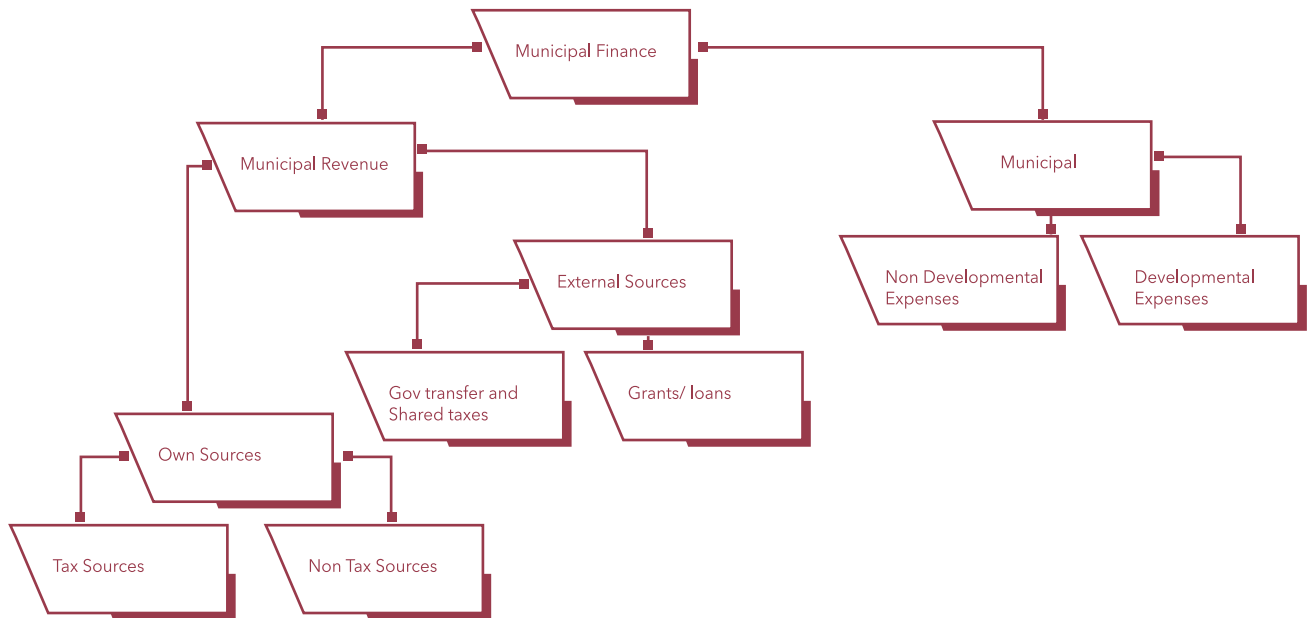 Municipal Finance
Municipal Revenue
Municipal
External Sources
Non Developmental
Expenses
Developmental
Expenses
Gov transfer and
Shared taxes
Grants/ loans
Own Sources
Tax Sources
Non Tax Sources